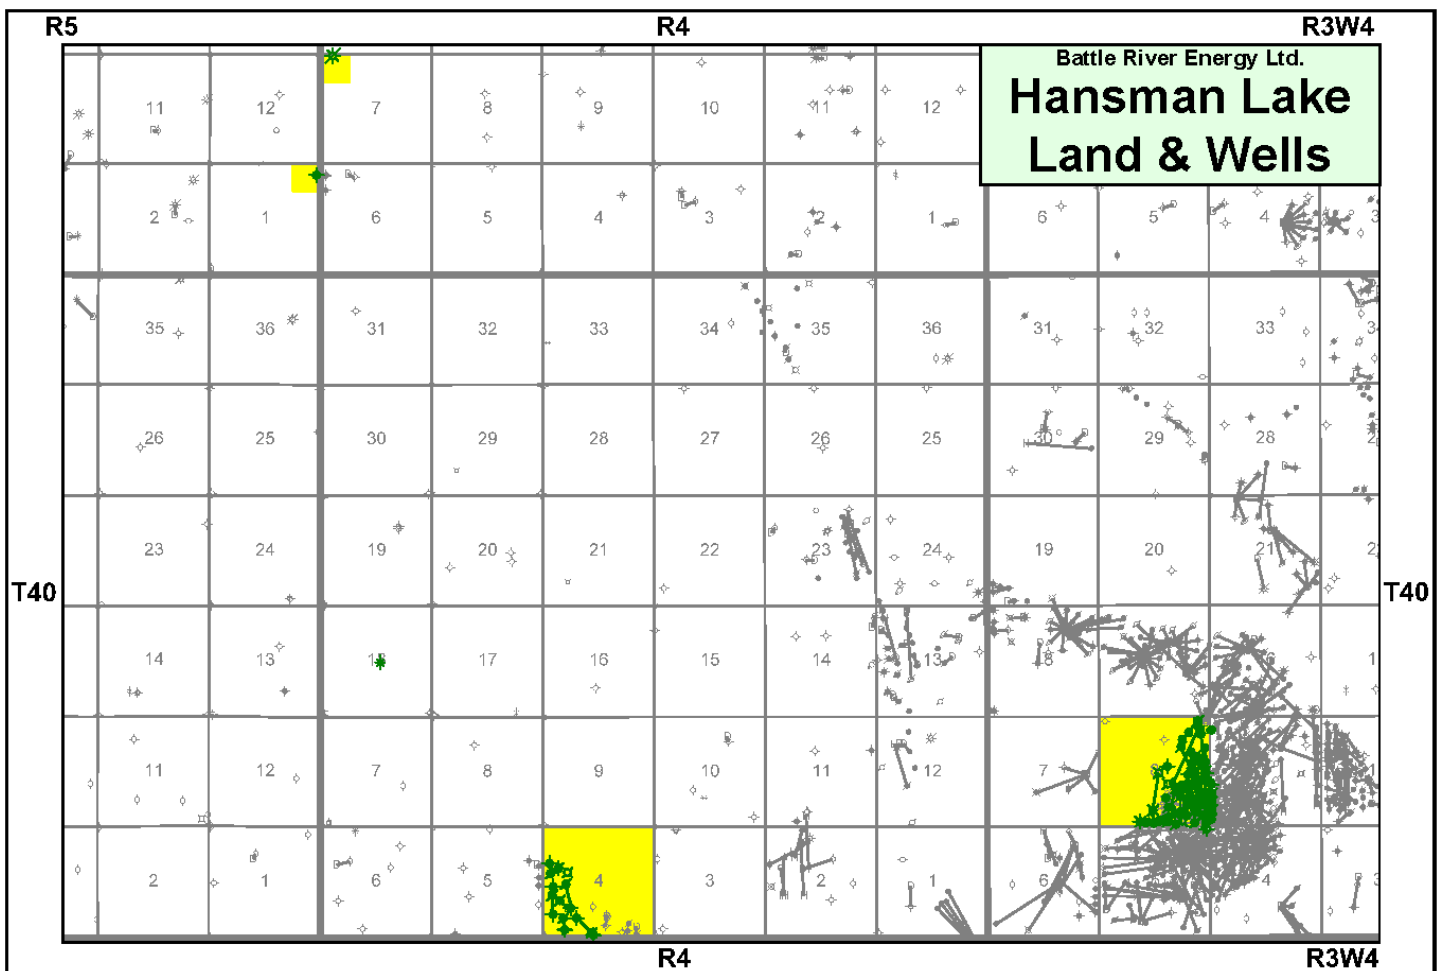 R5 R4 R3W4
Battle River Energy Ltd.
Hansman Lake
Land & Wells
11 12 7 8 9 10 11 12
2 1 6 5 4 3 2 1 6 5 4 3
35 36 31 32 33 34 35 36 31 32 33
26 25 30 29 28 27 26 25 30 29 28
23 24 19 20 21 22 23 24 19 20 21
T40 T40
14 13 18 17 16 15 14 13 18
11 12 7 8 9 10 11 12 7
2 1 6 5 4 3 2 1 6 4 3
R4 R3W4